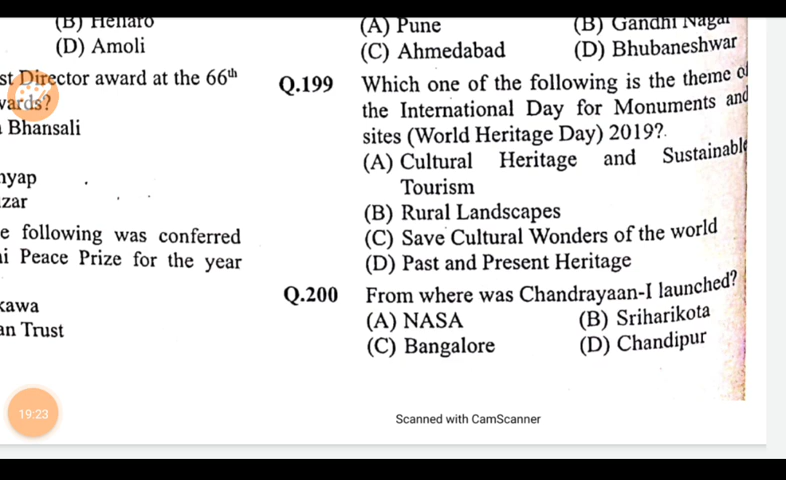 (B) Hellaro
(D) Amoli
st Director award at the 66th
vards?
Bhansali
nyap
zar
e following was conferred
ni Peace Prize for the year
kawa
an Trust
(A) Pune
(B) Gandhi Nagar
(C) Ahmedabad
(D) Bhubaneshwar
Q.199 Which one of the following is the theme of
the International Day for Monuments and
sites (World Heritage Day) 2019?
(A) Cultural Heritage and Sustainable
Tourism
(B) Rural Landscapes
(C) Save Cultural Wonders of the world
(D) Past and Present Heritage
Q.200 From where was Chandrayaan-I launched?
(A) NASA
(B) Sriharikota
(C) Bangalore
(D) Chandipur
19:23
Scanned with CamScanner